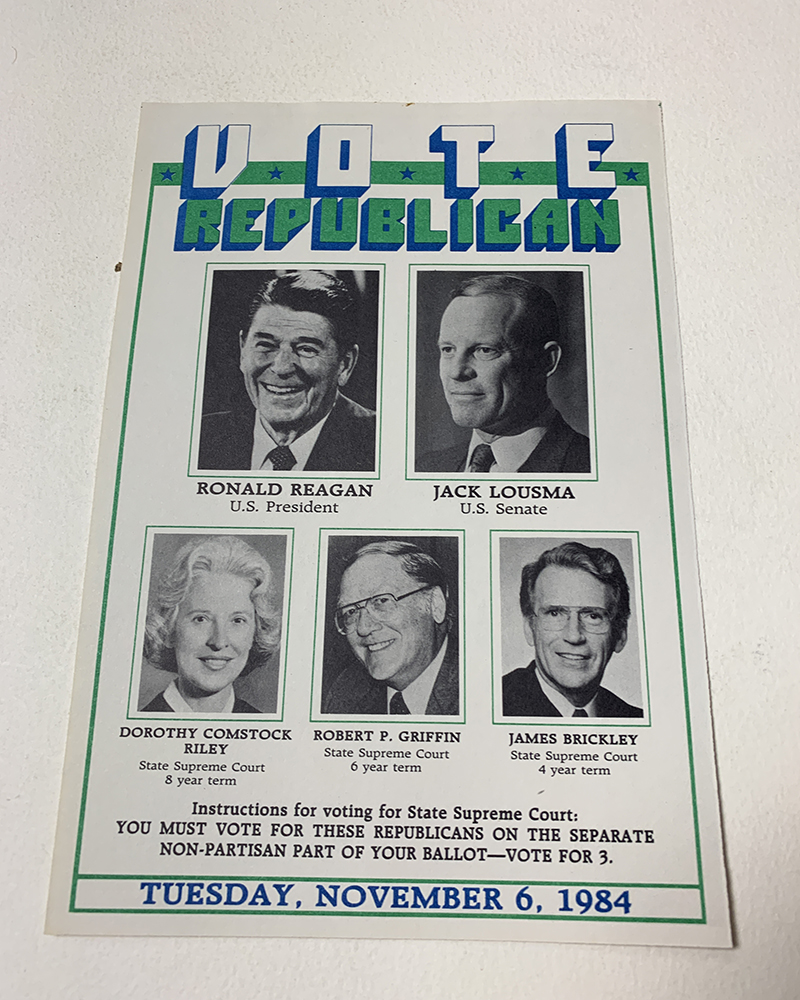 VOTE
REPUBLICAN
RONALD REAGAN
U.S. President
JACK LOUSMA
U.S. Senate
DOROTHY COMSTOCK
RILEY
State Supreme Court
8 year term
ROBERT P. GRIFFIN
State Supreme Court
6 year term
JAMES BRICKLEY
State Supreme Court
4 year term
Instructions for voting for State Supreme Court:
YOU MUST VOTE FOR THESE REPUBLICANS ON THE SEPARATE
NON-PARTISAN PART OF YOUR BALLOT—VOTE FOR 3.
TUESDAY, NOVEMBER 6, 1984